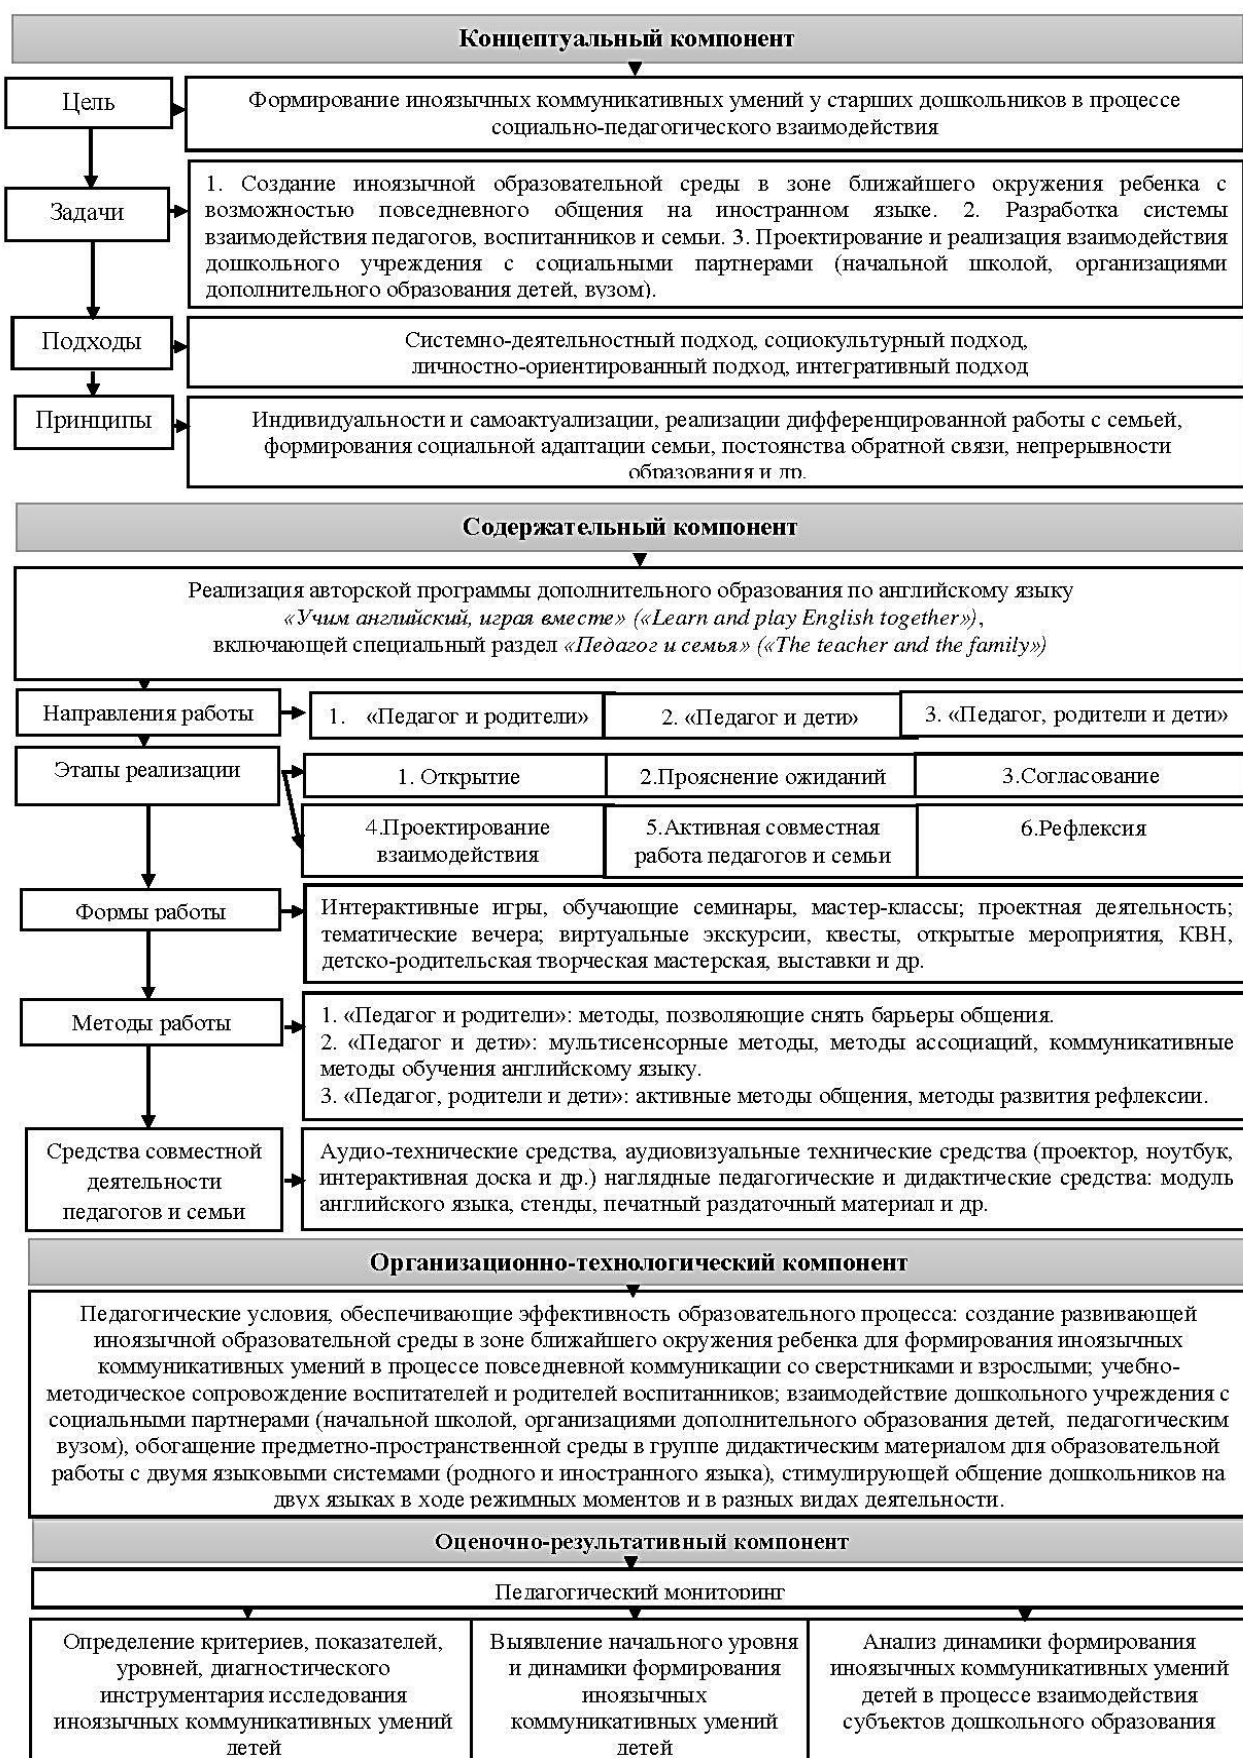 Концептуальный компонент
Цель
Формирование иноязычных коммуникативных умений у старших дошкольников в процессе
социально-педагогического взаимодействия
Задачи
1. Создание иноязычной образовательной среды в зоне ближайшего окружения ребенка с
возможностью повседневного общения на иностранном языке. 2. Разработка системы
взаимодействия педагогов, воспитанников и семьи. 3. Проектирование и реализация взаимодействия
дошкольного учреждения с социальными партнерами (начальной школой, организациями
дополнительного образования детей, вузом).
Подходы
Системно-деятельностный подход, социокультурный подход,
личностно-ориентированный подход, интегративный подход
Принципы
Индивидуальности и самоактуализации, реализации дифференцированной работы с семьей,
формирования социальной адаптации семьи, постоянства обратной связи, непрерывности
образования и др.
Содержательный компонент
Реализация авторской программы дополнительного образования по английскому языку
«Учим английский, играя вместе» («Learn and play English together»),
включающей специальный раздел «Педагог и семья» («The teacher and the family»)
Направления работы
1. «Педагог и родители»
2. «Педагог и дети»
3. «Педагог, родители и дети»
Этапы реализации
1. Открытие
2.Прояснение ожиданий
3.Согласование
4.Проектирование
взаимодействия
5.Активная совместная
работа педагогов и семьи
6.Рефлексия
Формы работы
Интерактивные игры, обучающие семинары, мастер-классы; проектная деятельность;
тематические вечера; виртуальные экскурсии, квесты, открытые мероприятия, КВН,
детско-родительская творческая мастерская, выставки и др.
Методы работы
1. «Педагог и родители»: методы, позволяющие снять барьеры общения.
2. «Педагог и дети»: мультисенсорные методы, методы ассоциаций, коммуникативные
методы обучения английскому языку.
3. «Педагог, родители и дети»: активные методы общения, методы развития рефлексии.
Средства совместной
деятельности
педагогов и семьи
Аудио-технические средства, аудиовизуальные технические средства (проектор, ноутбук,
интерактивная доска и др.) наглядные педагогические и дидактические средства: модуль
английского языка, стенды, печатный раздаточный материал и др.
Организационно-технологический компонент
Педагогические условия, обеспечивающие эффективность образовательного процесса: создание развивающей
иноязычной образовательной среды в зоне ближайшего окружения ребенка для формирования иноязычных
коммуникативных умений в процессе повседневной коммуникации со сверстниками и взрослыми; учебно-
методическое сопровождение воспитателей и родителей воспитанников; взаимодействие дошкольного учреждения с
социальными партнерами (начальной школой, организациями дополнительного образования детей, педагогическим
вузом), обогащение предметно-пространственной среды в группе дидактическим материалом для образовательной
работы с двумя языковыми системами (родного и иностранного языка), стимулирующей общение дошкольников на
двух языках в ходе режимных моментов и в разных видах деятельности.
Оценочно-результативный компонент
Педагогический мониторинг
Определение критериев, показателей,
уровней, диагностического
инструментария исследования
иноязычных коммуникативных умений
детей
Выявление начального уровня
и динамики формирования
иноязычных
коммуникативных умений
детей
Анализ динамики формирования
иноязычных коммуникативных умений
детей в процессе взаимодействия
субъектов дошкольного образования